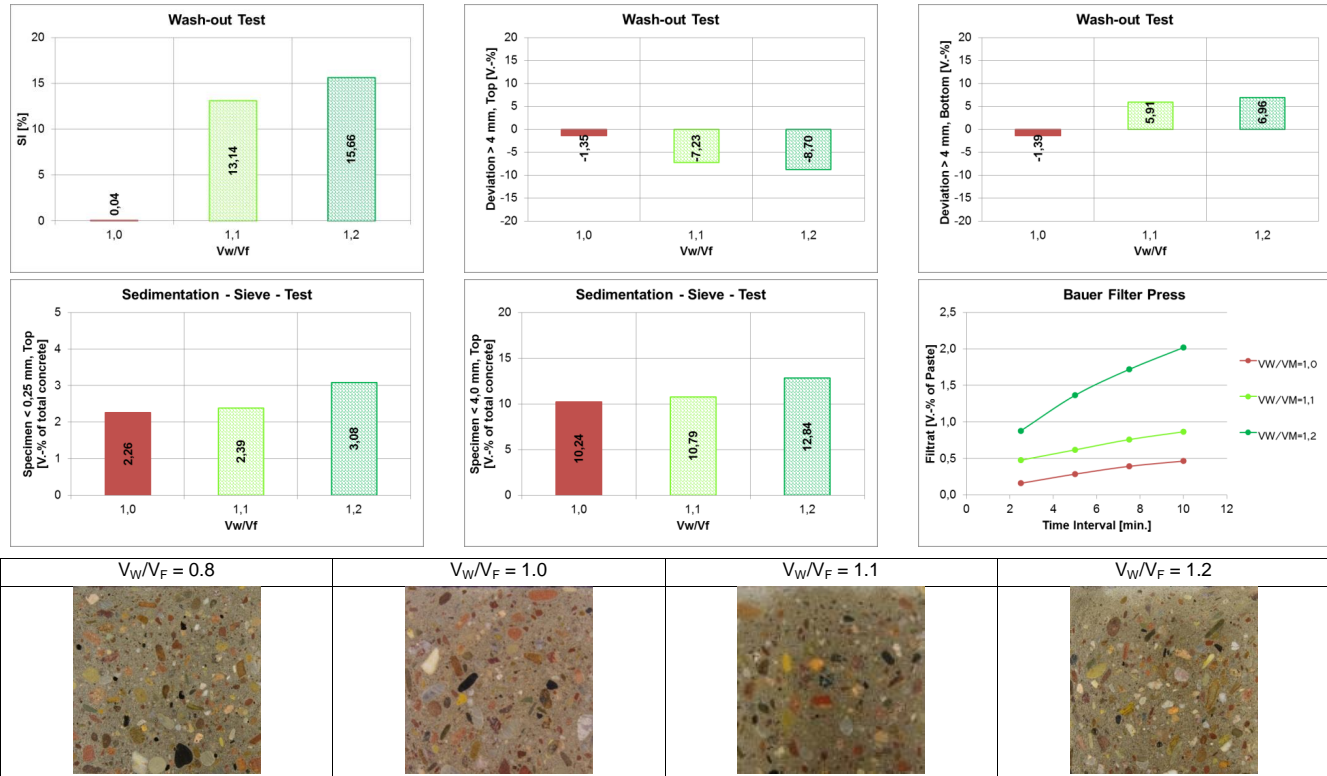 Wash-out Test
SI [%]
20
15
10
5
0
0,04
13,14
15,66
1,0
1,1
1,2
Vw/Vf
Wash-out Test
Deviation > 4 mm, Top [V.-%]
20
15
10
5
0
-5
-10
-15
-20
-1,35
-7,23
-8,70
1,0
1,1
1,2
Vw/Vf
Wash-out Test
Deviation > 4 mm, Bottom [V.-%]
20
15
10
5
0
-5
-10
-15
-20
-1,39
5,91
6,96
1,0
1,1
1,2
Vw/Vf
Sedimentation - Sieve - Test
Specimen < 0,25 mm, Top
[V.-% of total concrete]
5
4
3
2
1
0
2,26
2,39
3,08
1,0
1,1
1,2
Vw/Vf
Sedimentation - Sieve - Test
Specimen < 4,0 mm, Top
[V.-% of total concrete]
20
15
10
5
0
10,24
10,79
12,84
1,0
1,1
1,2
Vw/Vf
Bauer Filter Press
Filtrat [V.-% of Paste]
2,5
2,0
1,5
1,0
0,5
0,0
0
2
4
6
8
10
12
Time Interval [min.]
VW/VM=1,0
VW/VM=1,1
VW/VM=1,2
V_W/V_F = 0.8
V_W/V_F = 1.0
V_W/V_F = 1.1
V_W/V_F = 1.2